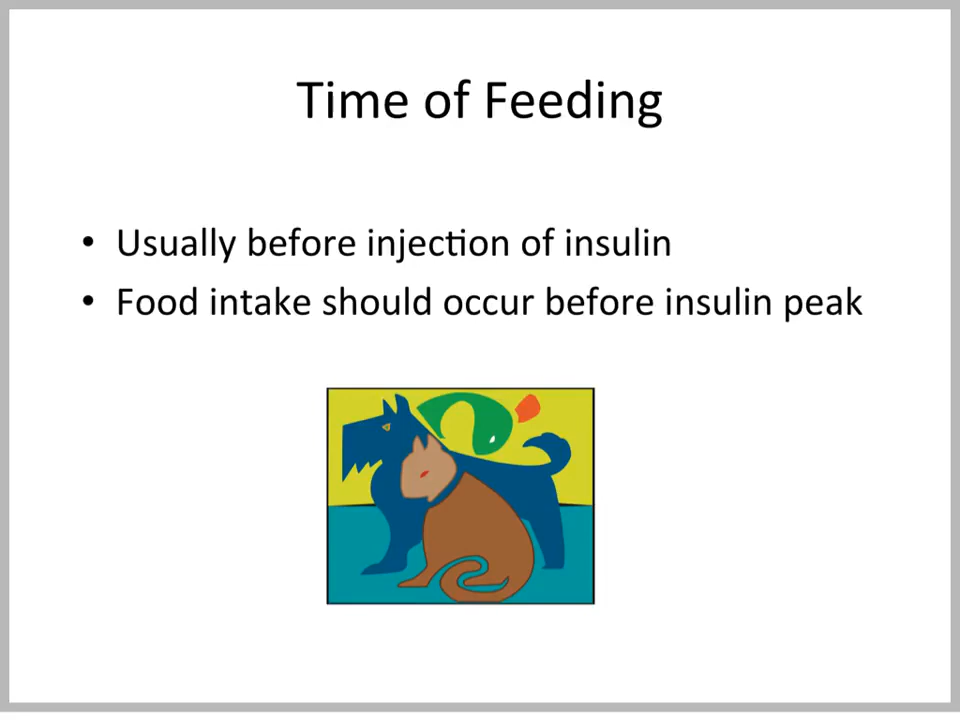 Time of Feeding
• Usually before injection of insulin
• Food intake should occur before insulin peak